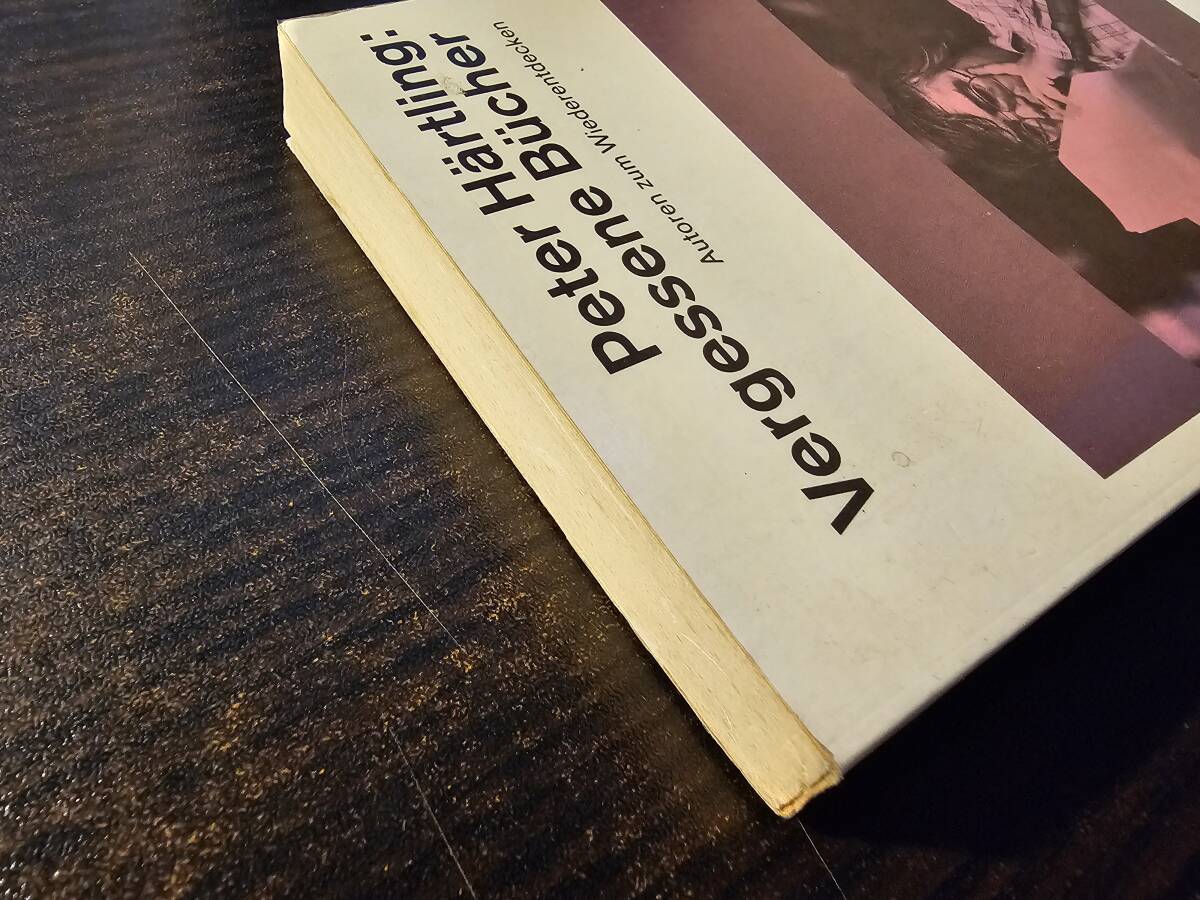 Peter Härtling:
Vergessene Bücher
Autoren zum Wiederentdecken